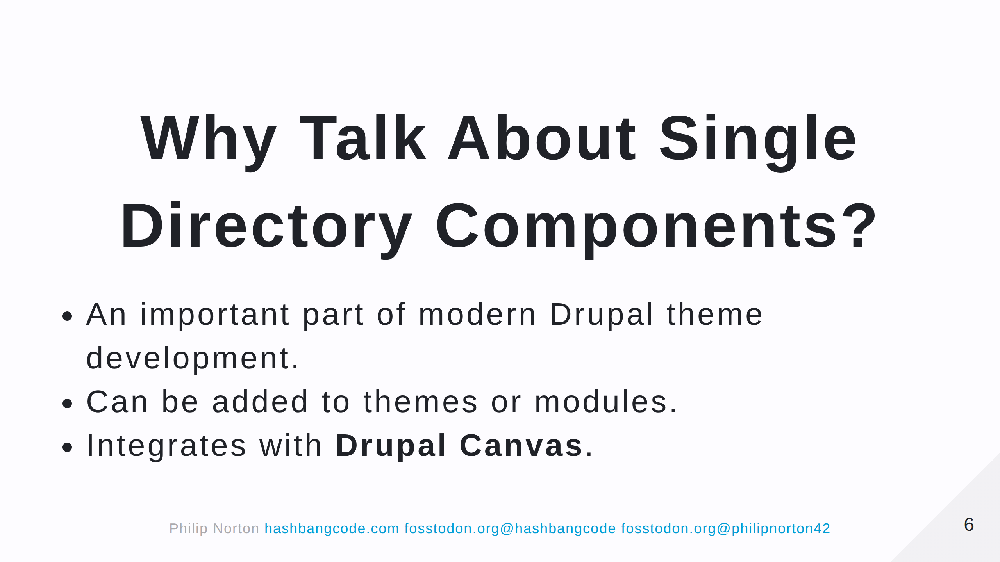 Why Talk About Single
Directory Components?
• An important part of modern Drupal theme
development.
• Can be added to themes or modules.
• Integrates with Drupal Canvas.
Philip Norton hashbangcode.com fosstodon.org@hashbangcode fosstodon.org@philipnorton42
6